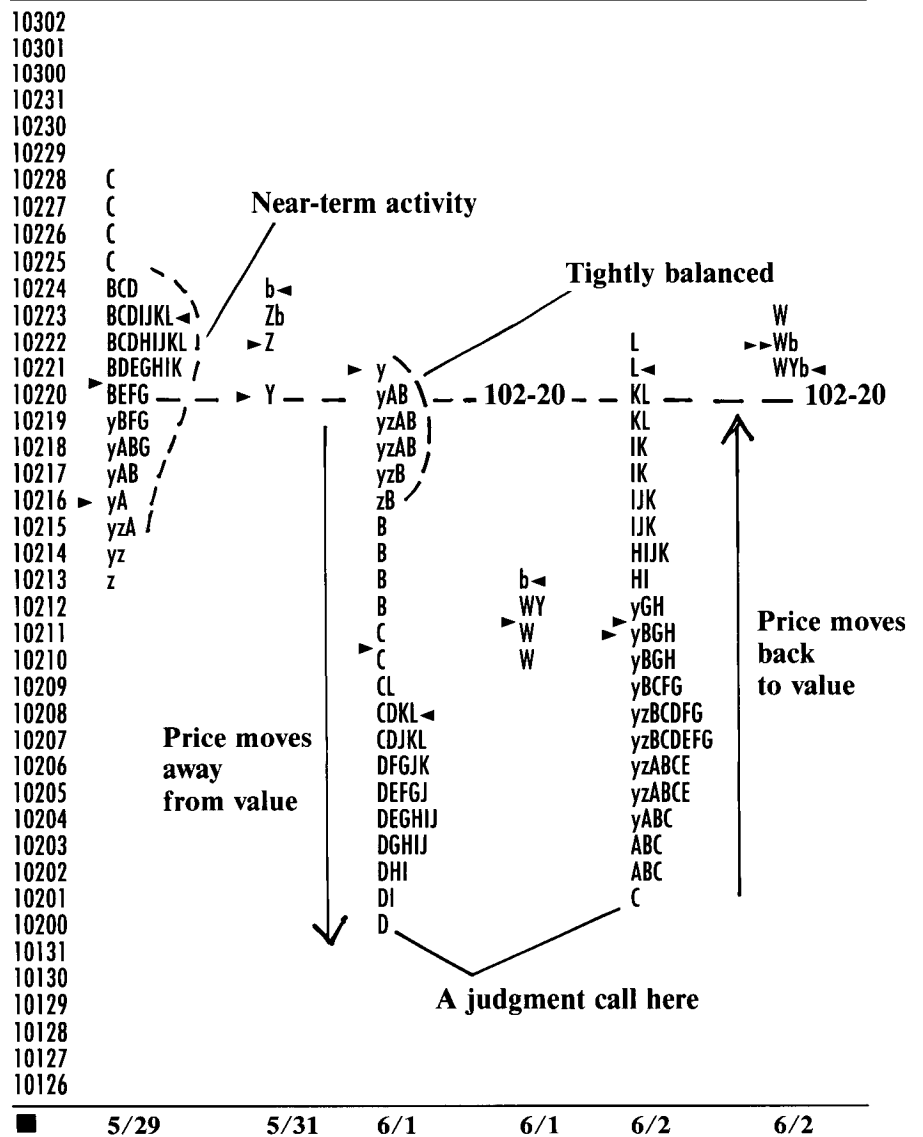 10302
10301
10300
10231
10230
10229
10228 C
10227 C Near-term activity
10226 C
10225 C Tightly balanced
10224 BCD b◄
10223 BCDIJKL◄ Zb W
10222 BCDHIJKL ►Z L ►►Wb
10221 BDEGHIK ► y L◄ WYb◄
10220 ► BEFG ► Y yAB 102-20 KL 102-20
10219 yBFG yzAB KL
10218 yABG yzAB IK
10217 yAB yzB IK
10216 ► yA zB IJK
10215 yzA B IJK
10214 yz B HIJK
10213 z B b◄ HI
10212 B WY yGH
10211 C ► W ► ► yBGH Price moves
10210 ► C W yBGH back
10209 CL yBCFG to value
10208 CDKL◄ yzBCDFG
10207 Price moves CDJKL yzBCDEFG
10206 away DFGJK yzABCE
10205 from value DEFGJ yzABCE
10204 DEGHIJ yABC
10203 DGHIJ ABC
10202 DHI ABC
10201 DI C
10200 D
10131
10130
10129 A judgment call here
10128
10127
10126
■ 5/29 5/31 6/1 6/1 6/2 6/2